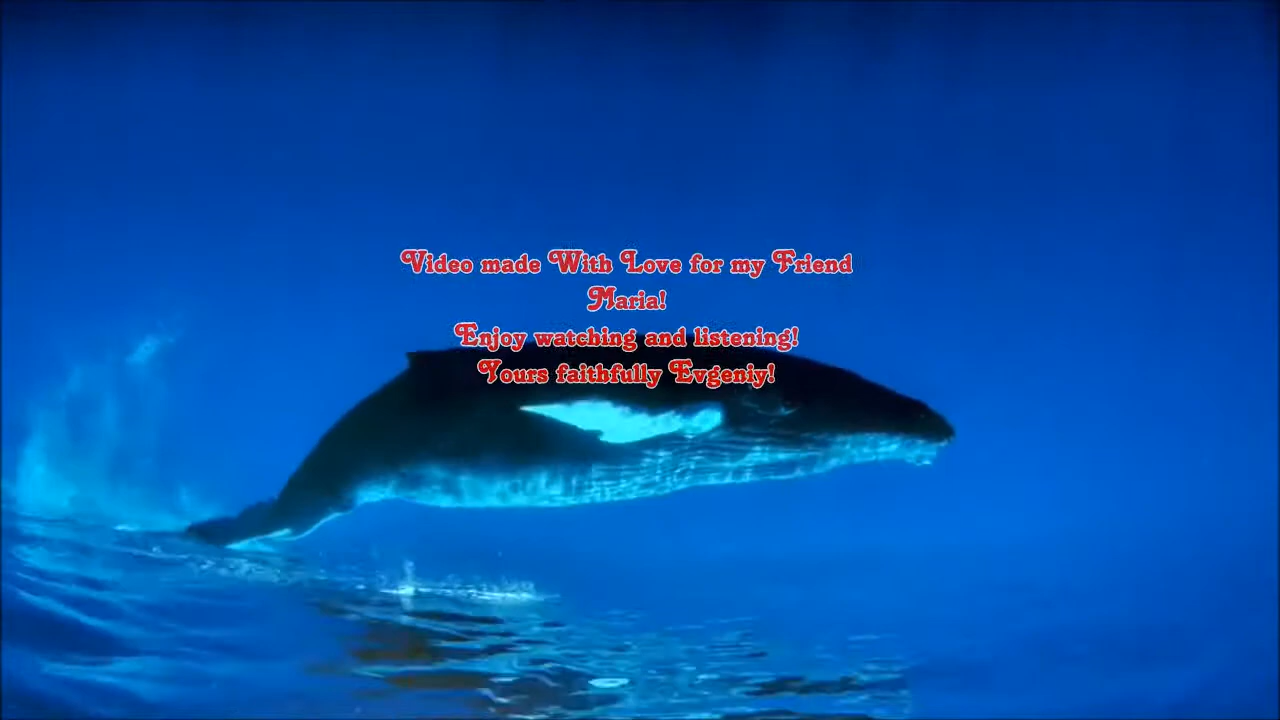 Video made With Love for my Friend
Maria!
Enjoy watching and listening!
Yours faithfully Evgeniy!